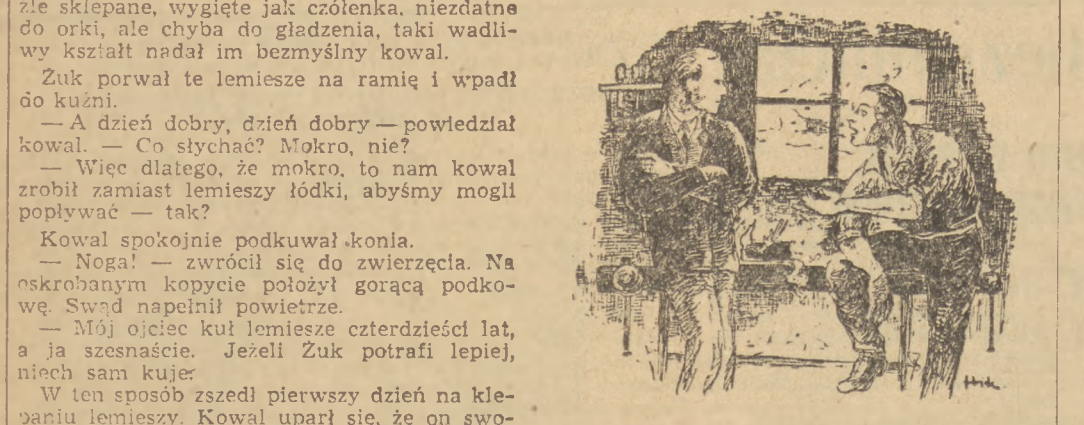 źle sklepane, wygięte jak czółenka, niezdatne
do orki, ale chyba do gładzenia, taki wadli-
wy kształt nadał im bezmyślny kowal.
Żuk porwał te lemiesze na ramię i wpadł
do kuźni.
— A dzień dobry, dzień dobry — powiedział
kowal. — Co słychać? Mokro, nie?
— Więc dlatego, że mokro, to nam kowal
zrobił zamiast lemieszy łódki, abyśmy mogli
popływać — tak?
Kowal spokojnie podkuwał konia.
— Noga! — zwrócił się do zwierzęcia. Na
oskrobanym kopycie położył gorącą podko-
wę. Swąd napełnił powietrze.
— Mój ojciec kuł lemiesze czterdzieści lat,
a ja szesnaście. Jeżeli Żuk potrafi lepiej,
niech sam kuje.
W ten sposób zszedł pierwszy dzień na kle-
paniu lemieszy. Kowal uparł się, że on swo-